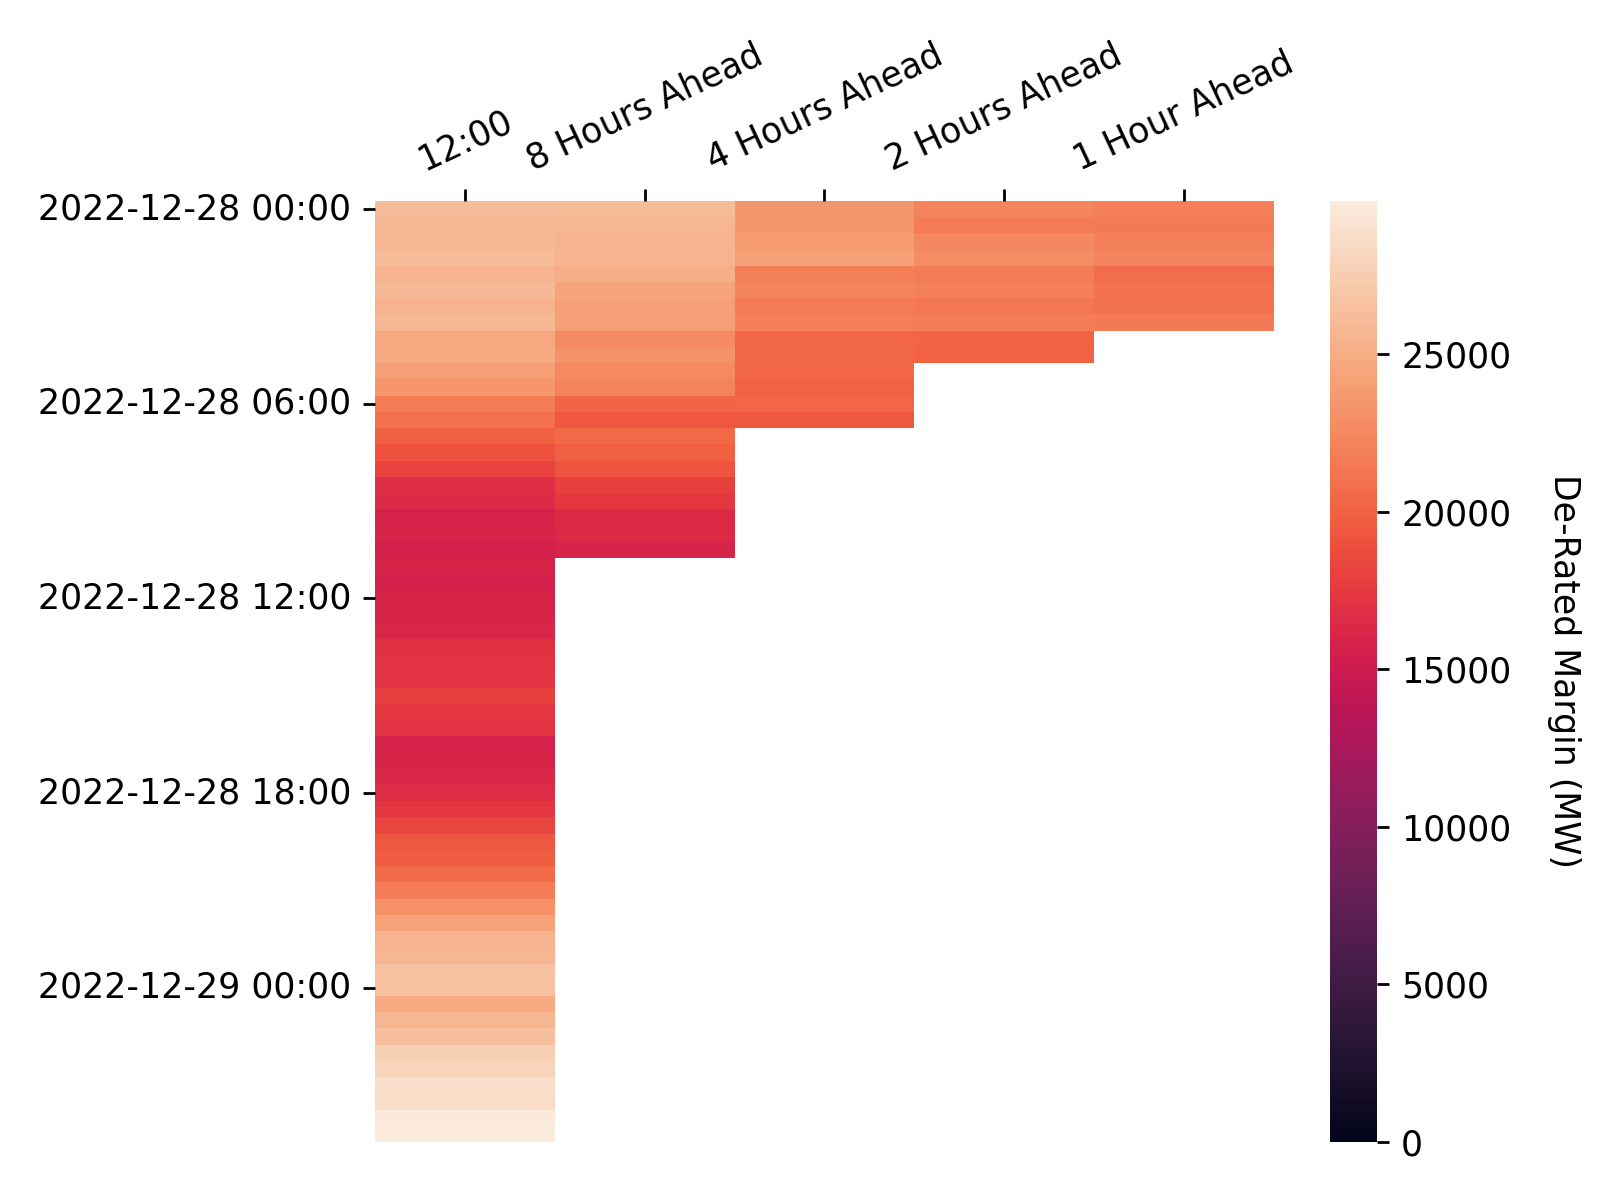 12:00
8 Hours Ahead
4 Hours Ahead
2 Hours Ahead
1 Hour Ahead
2022-12-28 00:00
2022-12-28 06:00
2022-12-28 12:00
2022-12-28 18:00
2022-12-29 00:00
25000
20000
15000
10000
5000
0
De-Rated Margin (MW)